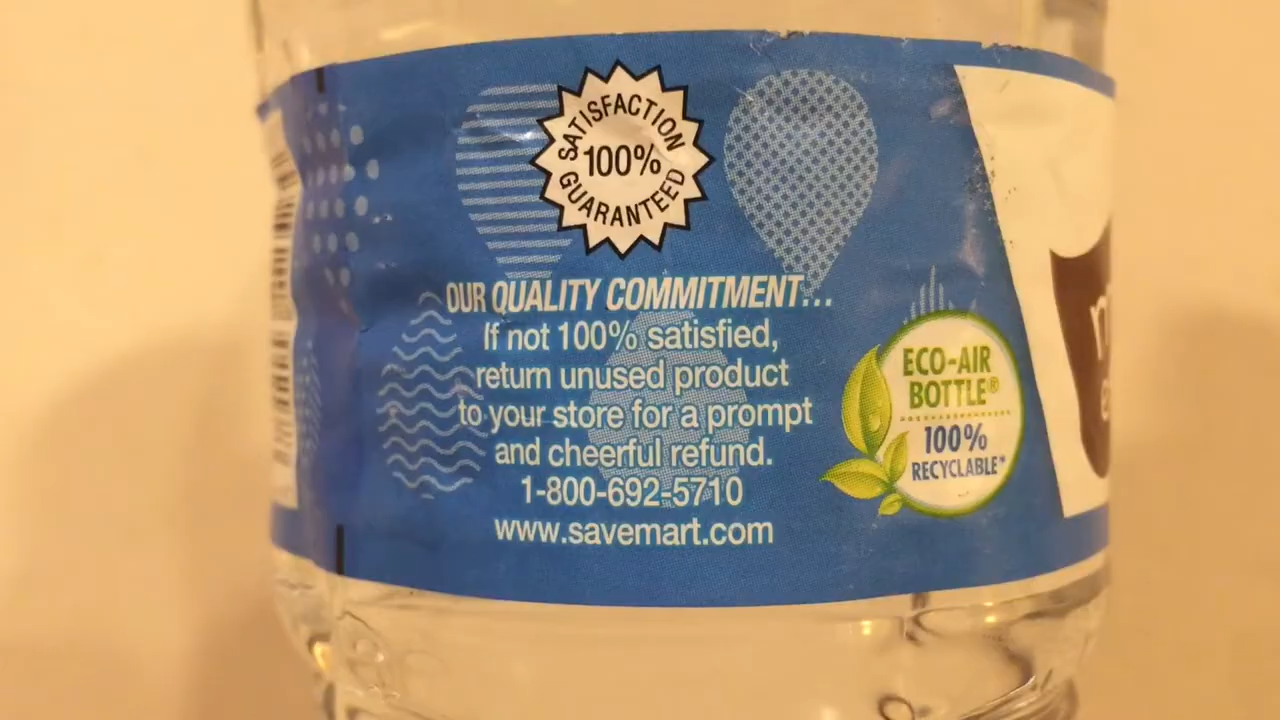 SATISFACTION
100%
GUARANTEED
OUR QUALITY COMMITMENT...
If not 100% satisfied,
return unused product
to your store for a prompt
and cheerful refund.
1-800-692-5710
www.savemart.com
ECO-AIR
BOTTLE®
100%
RECYCLABLE*